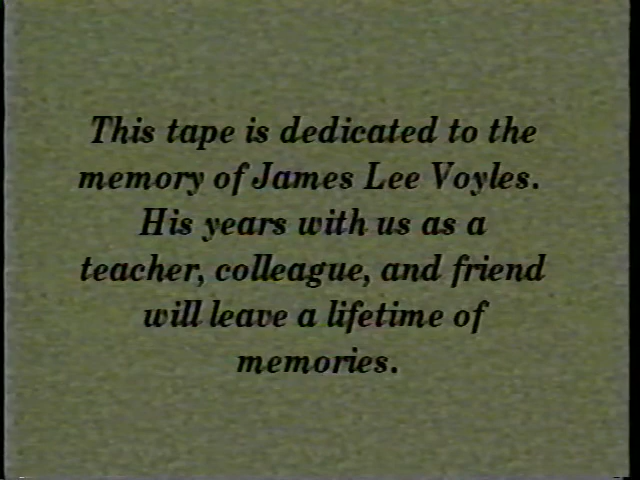 This tape is dedicated to the
memory of James Lee Voyles.
His years with us as a
teacher, colleague, and friend
will leave a lifetime of
memories.